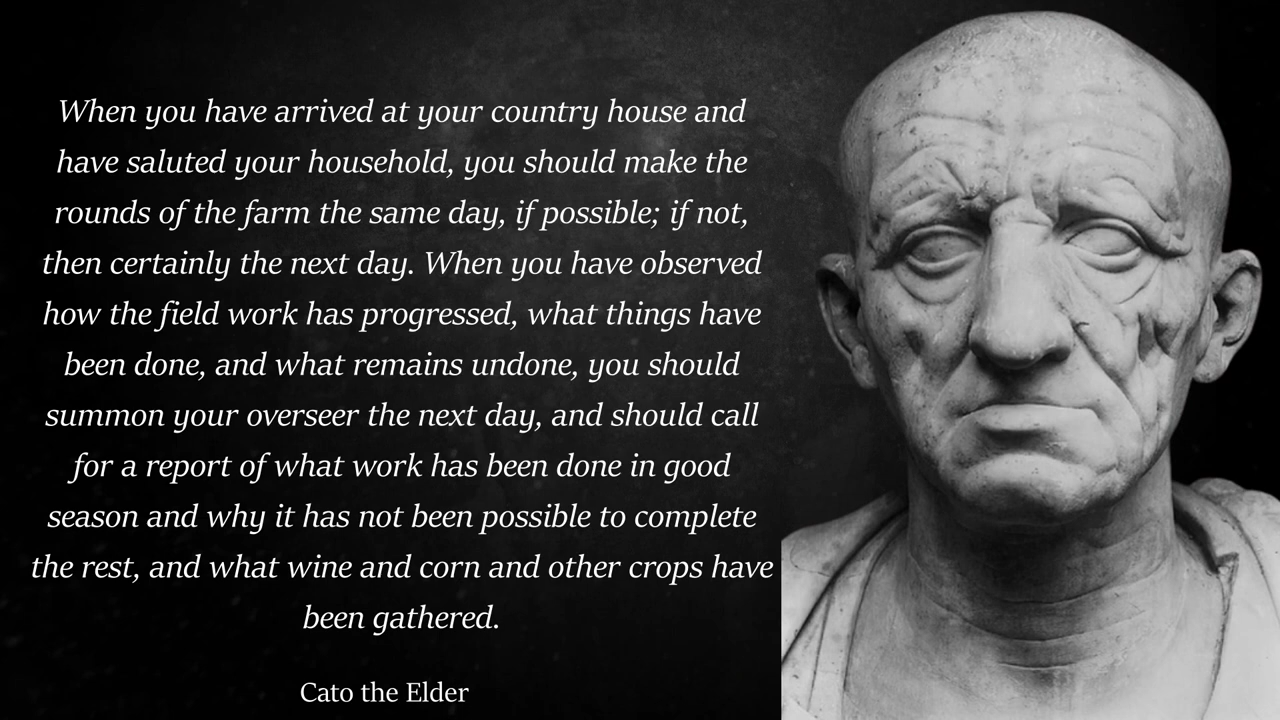 When you have arrived at your country house and
have saluted your household, you should make the
rounds of the farm the same day, if possible; if not,
then certainly the next day. When you have observed
how the field work has progressed, what things have
been done, and what remains undone, you should
summon your overseer the next day, and should call
for a report of what work has been done in good
season and why it has not been possible to complete
the rest, and what wine and corn and other crops have
been gathered.
Cato the Elder